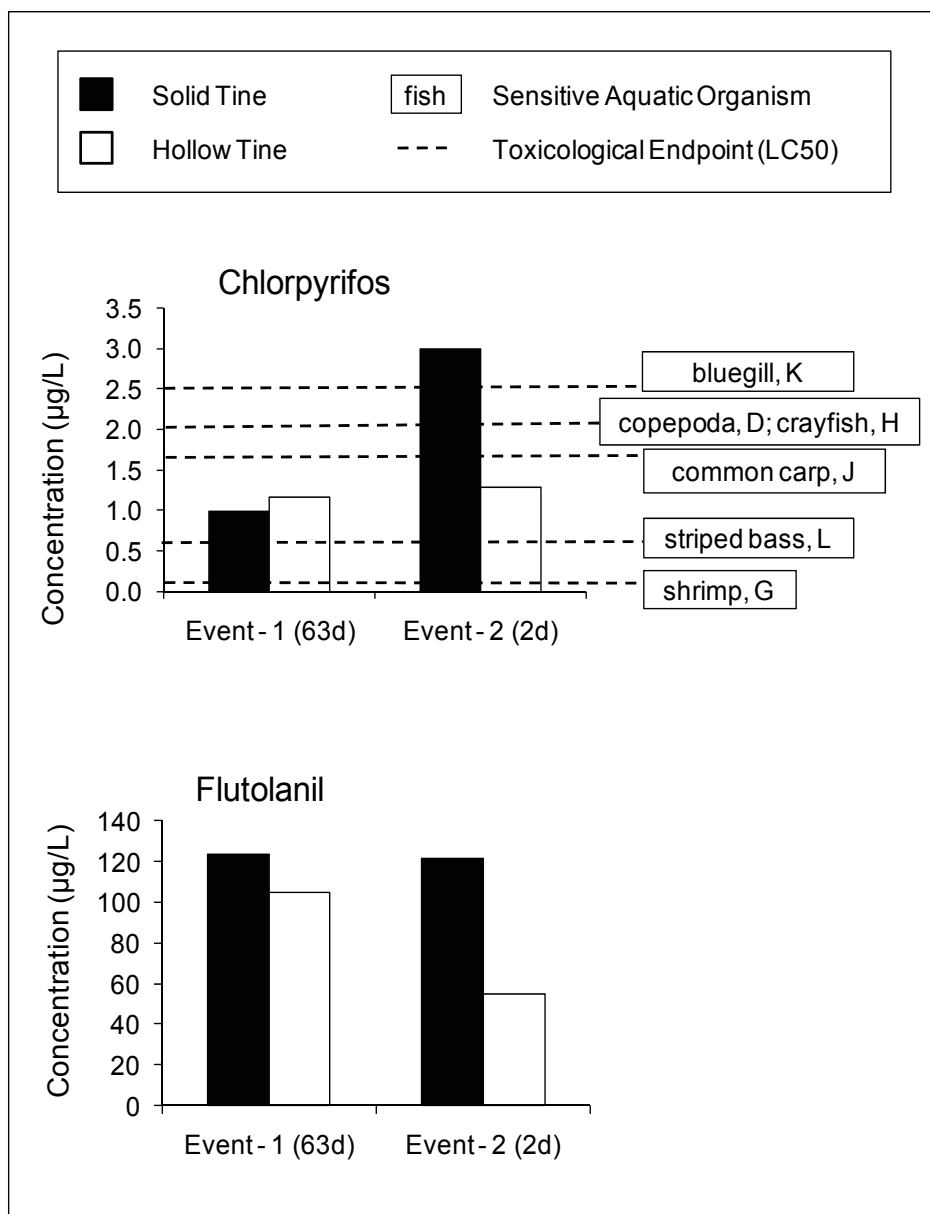 Solid Tine
fish
Sensitive Aquatic Organism
Hollow Tine
Toxicological Endpoint (LC50)
Chlorpyrifos
Concentration (µg/L)
3.5
3.0
2.5
2.0
1.5
1.0
0.5
0.0
bluegill, K
copepoda, D; crayfish, H
common carp, J
striped bass, L
shrimp, G
Event - 1 (63d)
Event - 2 (2d)
Flutolanil
Concentration (µg/L)
140
120
100
80
60
40
20
0
Event - 1 (63d)
Event - 2 (2d)